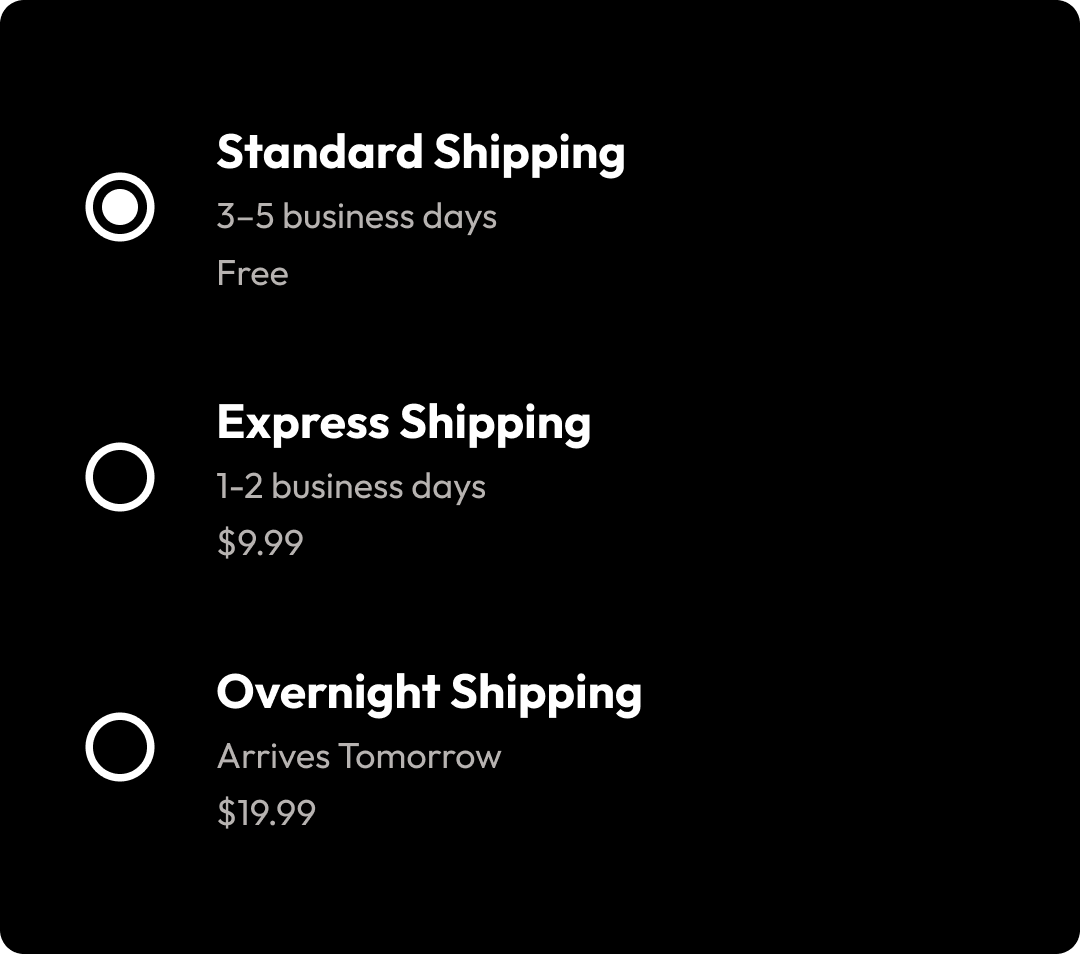 Standard Shipping
3–5 business days
Free
Express Shipping
1-2 business days
$9.99
Overnight Shipping
Arrives Tomorrow
$19.99